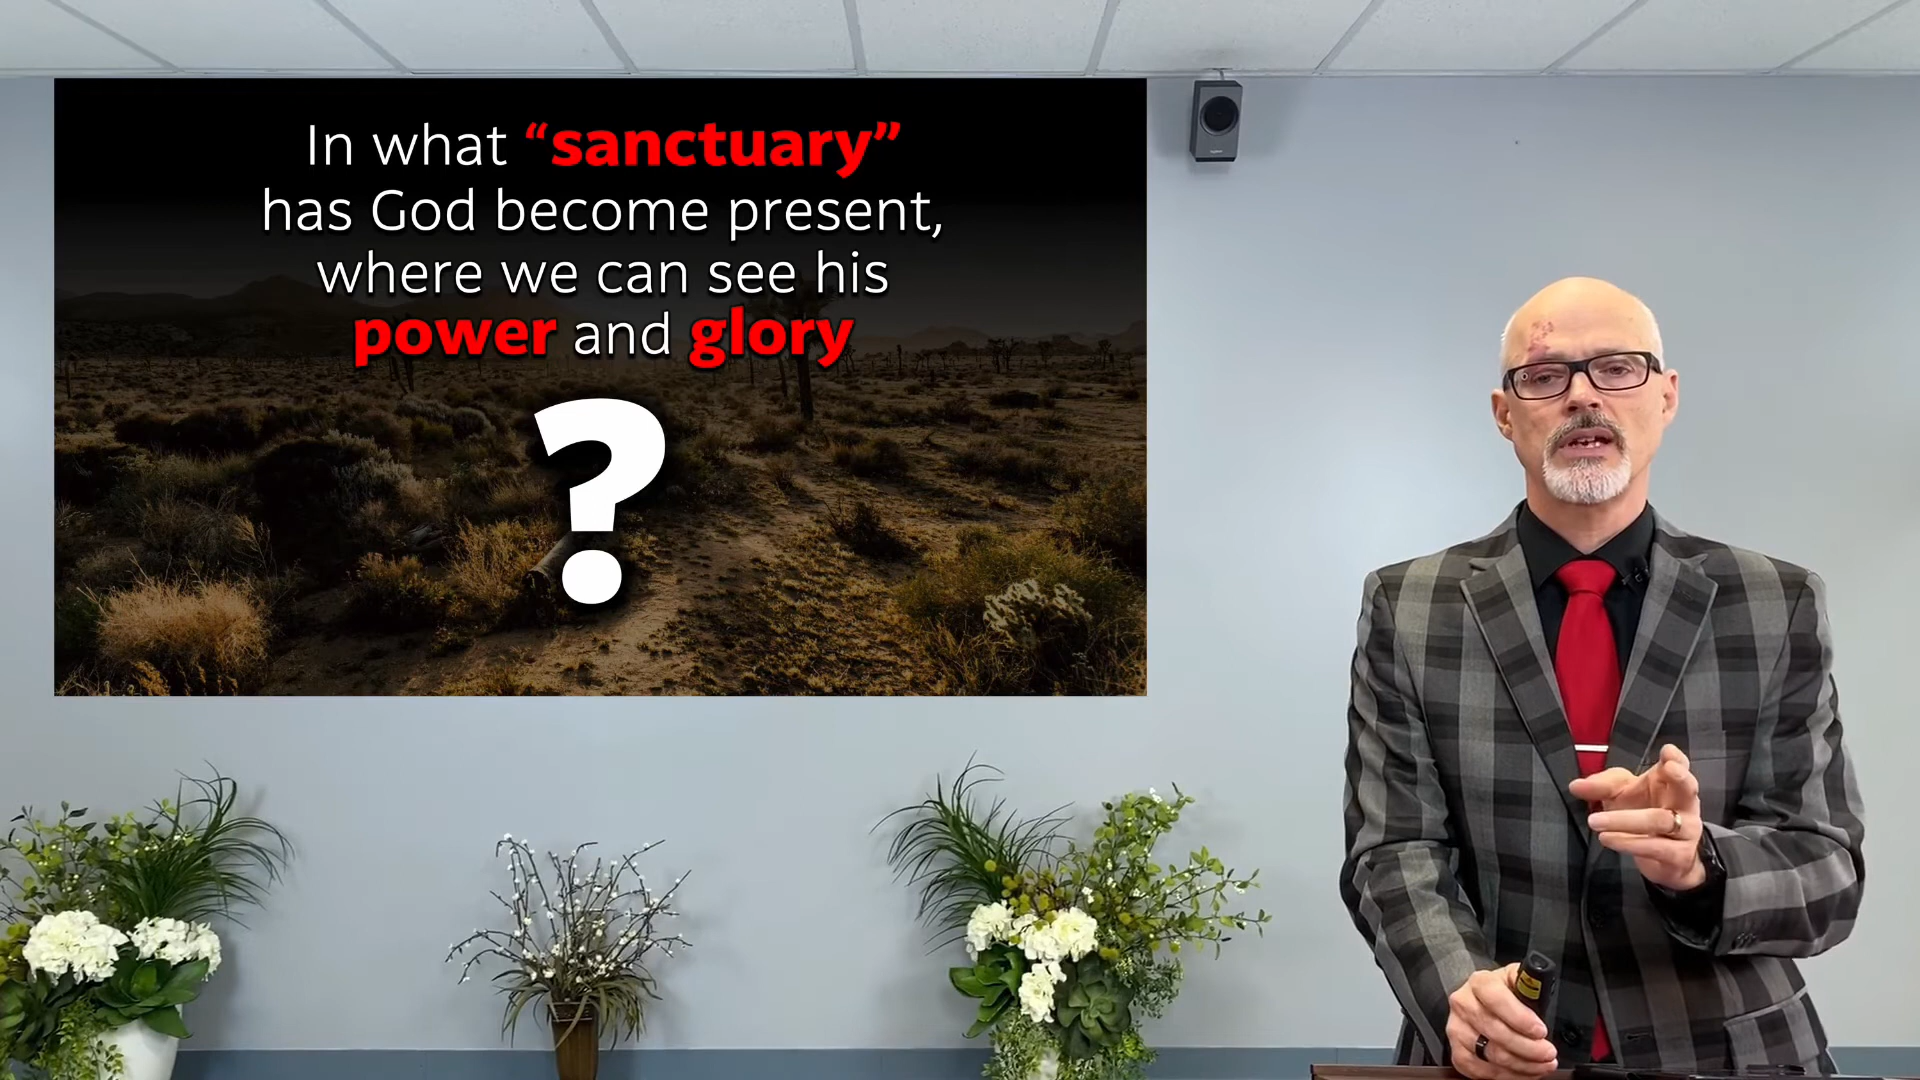 In what “sanctuary”
has God become present,
where we can see his
power and glory
?